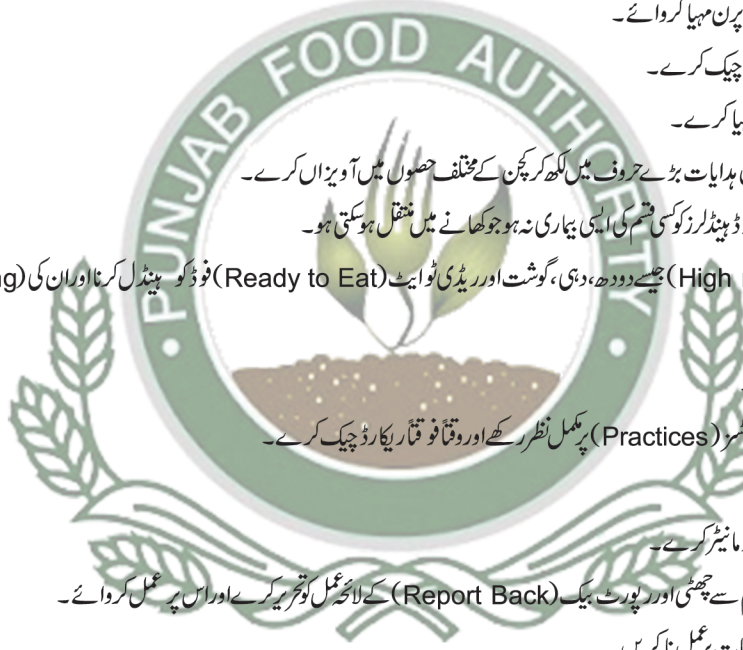 پرن مہیا کروائے۔
چیک کرے۔
یا کرے۔
ہدایات بڑے حروف میں لکھ کر کچن کے مختلف حصوں میں آویزاں کرے۔
ڈ ہینڈلرز کو کسی قسم کی ایسی بیماری نہ ہو جو کھانے میں منتقل ہو سکتی ہو۔
High) جیسے دودھ، دہی، گوشت اور ریڈی ٹو ایٹ (Ready to Eat) فوڈ کو ہینڈل کرنا اور ان کی (ng
(Practices) پر مکمل نظر رکھے اور وقتاً فوقتاً ریکارڈ چیک کرے۔
مانیٹر کرے۔
سے چھٹی اور رپورٹ بیک (Report Back) کے لائحہ عمل کو تحریر کرے اور اس پر عمل کروائے۔
PUNJAB FOOD AUTHORITY